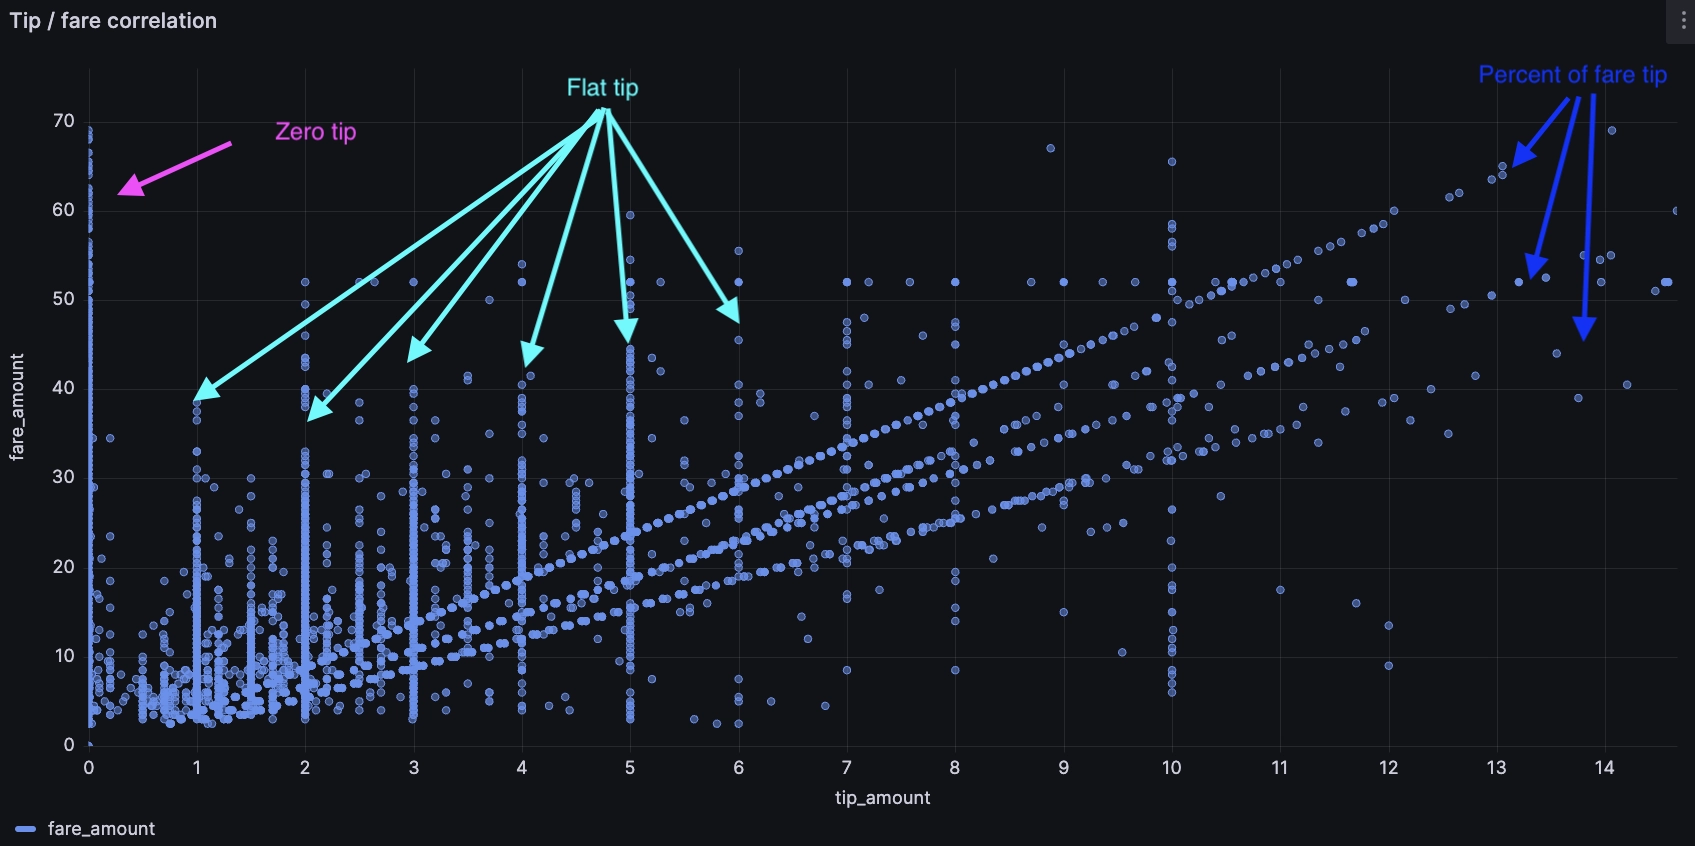 Tip / fare correlation
Flat tip
Percent of fare tip
Zero tip
70
60
50
40
30
20
10
0
fare_amount
0 1 2 3 4 5 6 7 8 9 10 11 12 13 14
tip_amount
fare_amount